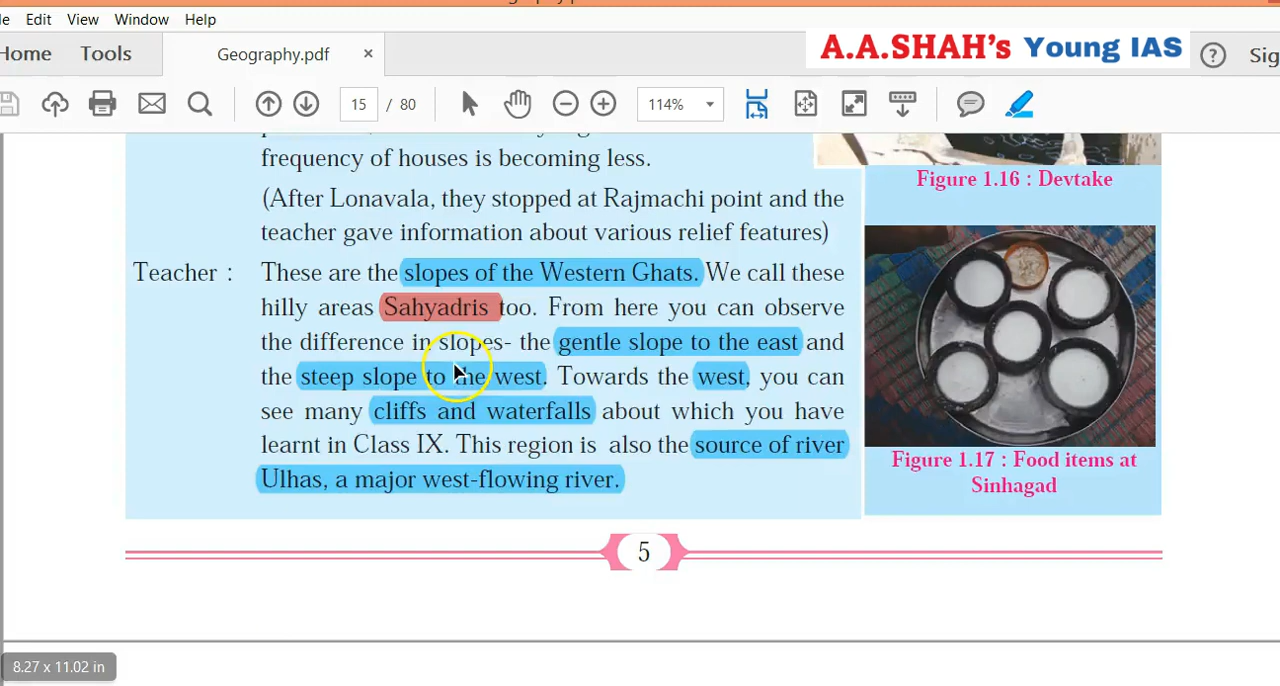 Edit View Window Help
Home Tools Geography.pdf × A.A.SHAH's Young IAS ?
15 / 80 114%
frequency of houses is becoming less.
(After Lonavala, they stopped at Rajmachi point and the
teacher gave information about various relief features)
Teacher : These are the slopes of the Western Ghats. We call these
hilly areas Sahyadris too. From here you can observe
the difference in slopes- the gentle slope to the east and
the steep slope to the west. Towards the west, you can
see many cliffs and waterfalls about which you have
learnt in Class IX. This region is also the source of river
Ulhas, a major west-flowing river.
Figure 1.16 : Devtake
Figure 1.17 : Food items at
Sinhagad
5
8.27 x 11.02 in